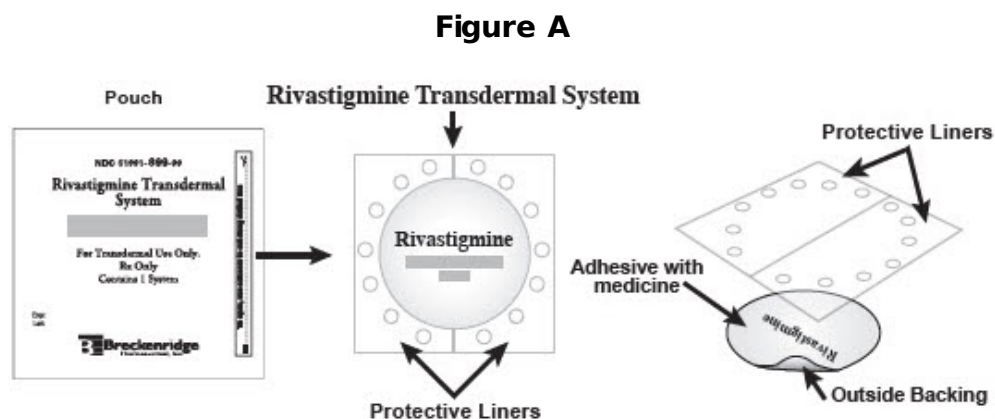 Figure A
Pouch
Rivastigmine Transdermal System
Protective Liners
Rivastigmine Transdermal
System
For Transdermal Use Only.
Rx Only
Contains 1 System
Breckenridge
Rivastigmine
Protective Liners
Adhesive with
medicine
Rivastigmine
Outside Backing